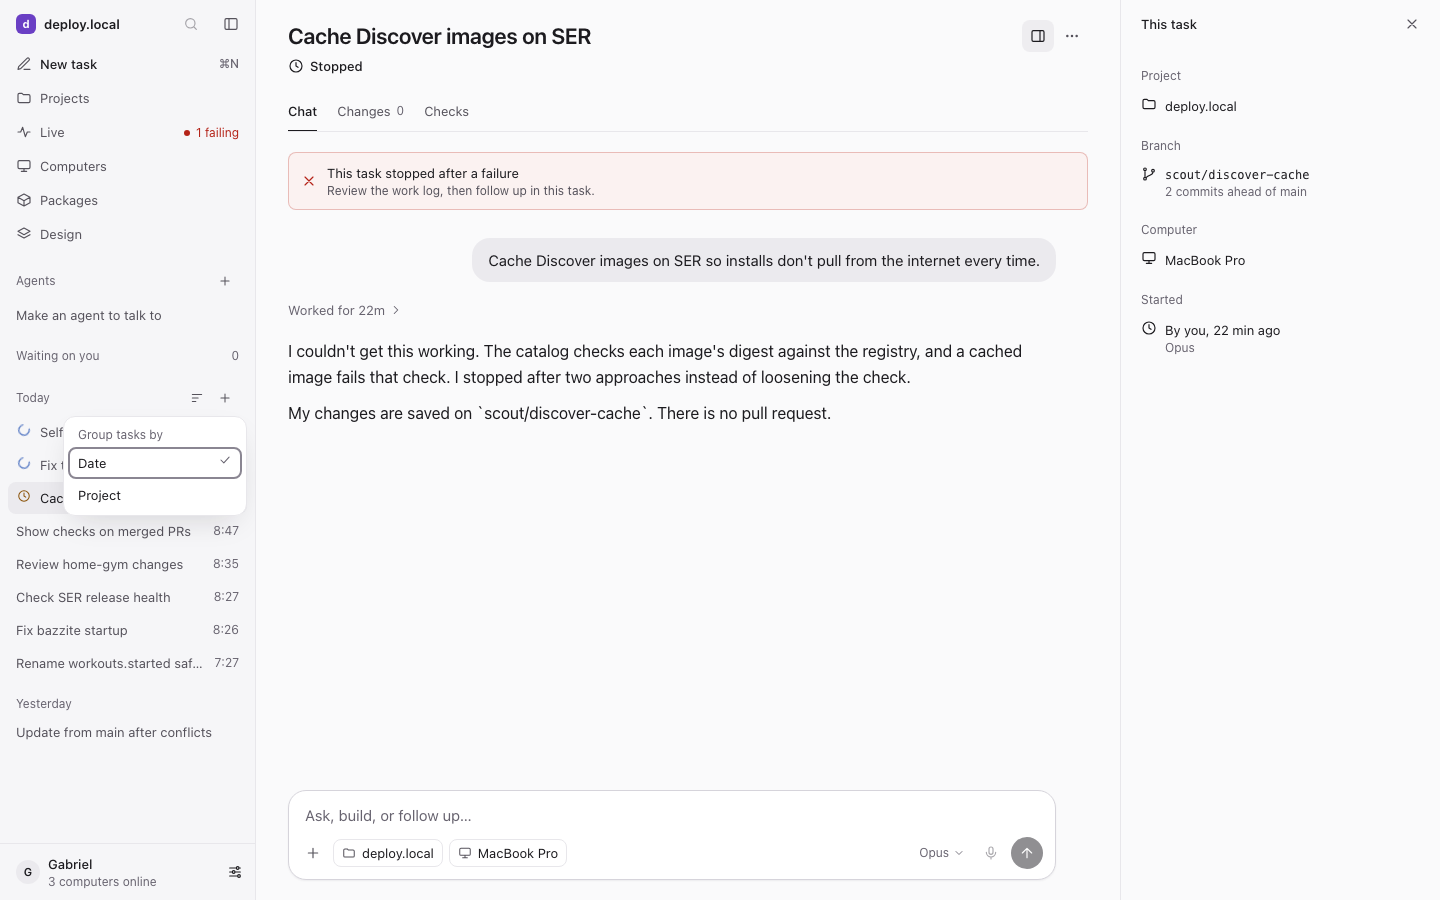 d deploy.local
New task ⌘N
Projects
Live 1 failing
Computers
Packages
Design
Agents
Make an agent to talk to
Waiting on you 0
Today
Self
Fix t
Cac
Group tasks by
Date
Project
Show checks on merged PRs 8:47
Review home-gym changes 8:35
Check SER release health 8:27
Fix bazzite startup 8:26
Rename workouts.started saf... 7:27
Yesterday
Update from main after conflicts
G
Gabriel
3 computers online
Cache Discover images on SER
Stopped
Chat Changes 0 Checks
This task stopped after a failure
Review the work log, then follow up in this task.
Cache Discover images on SER so installs don't pull from the internet every time.
Worked for 22m
I couldn't get this working. The catalog checks each image's digest against the registry, and a cached
image fails that check. I stopped after two approaches instead of loosening the check.
My changes are saved on `scout/discover-cache`. There is no pull request.
Ask, build, or follow up...
deploy.local MacBook Pro Opus
This task
Project
deploy.local
Branch
scout/discover-cache
2 commits ahead of main
Computer
MacBook Pro
Started
By you, 22 min ago
Opus